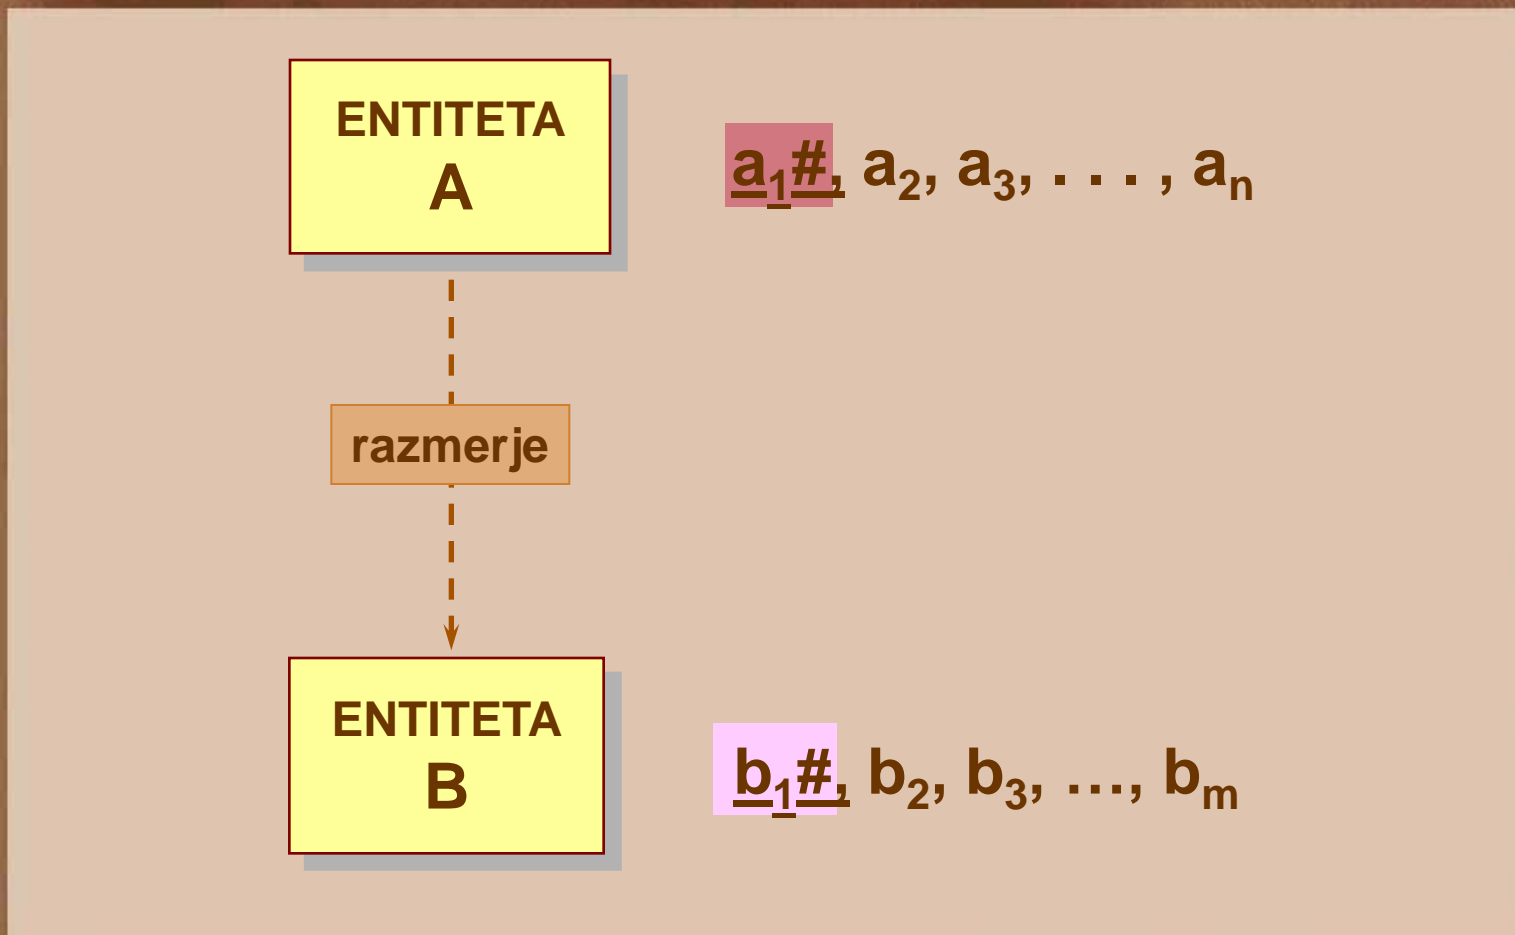 ENTITETA
A
a₁#, a₂, a₃, . . . , aₙ
razmerje
ENTITETA
B
b₁#, b₂, b₃, ..., bₘ